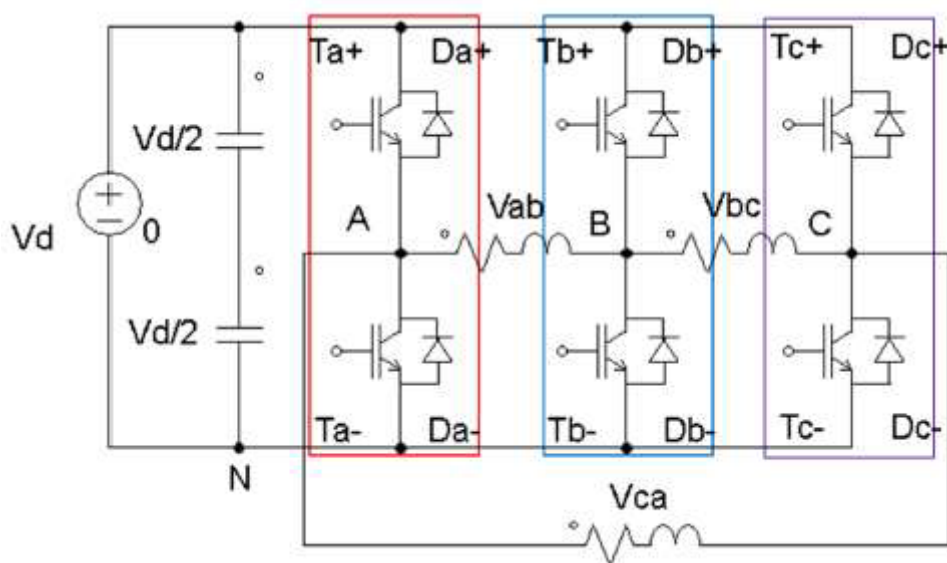 Ta+ Da+ Tb+ Db+ Tc+ Dc+
Vd/2
Vd 0
A Vab B Vbc C
Vd/2
Ta- Da- Tb- Db- Tc- Dc-
N
Vca